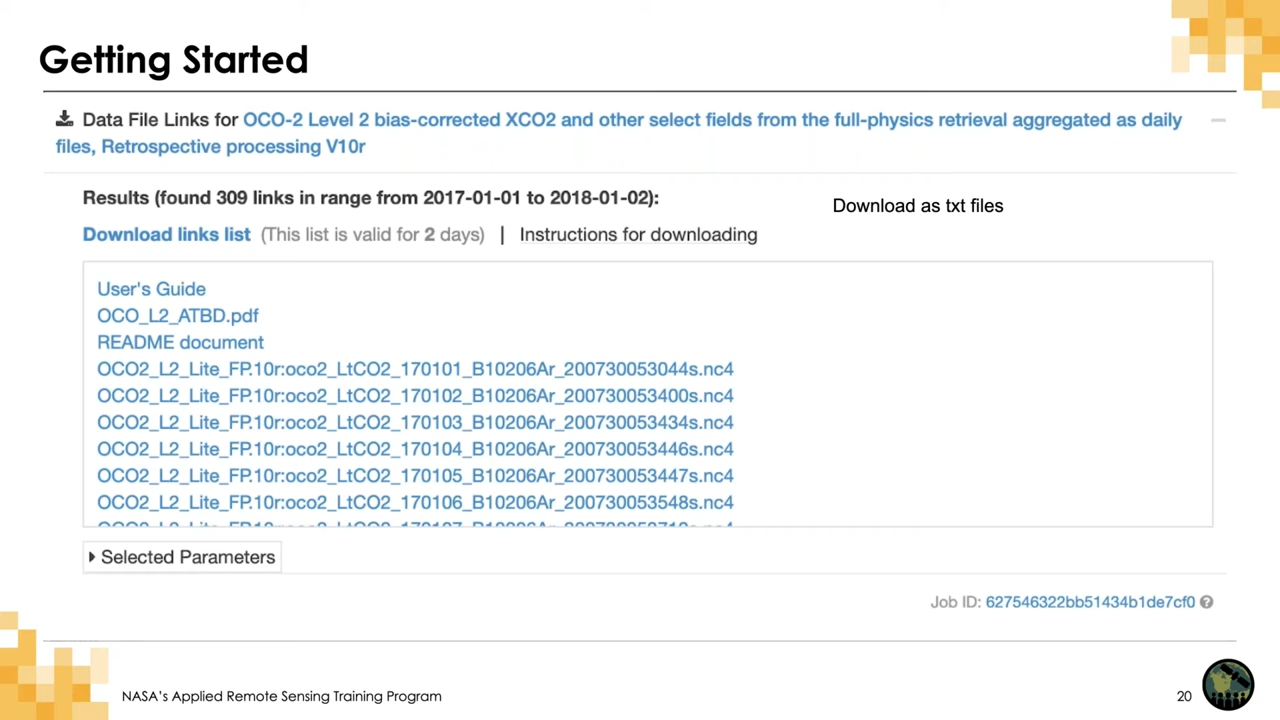 Getting Started
Data File Links for OCO-2 Level 2 bias-corrected XCO2 and other select fields from the full-physics retrieval aggregated as daily
files, Retrospective processing V10r
Results (found 309 links in range from 2017-01-01 to 2018-01-02):
Download as txt files
Download links list (This list is valid for 2 days) | Instructions for downloading
User's Guide
OCO_L2_ATBD.pdf
README document
OCO2_L2_Lite_FP.10r:oco2_LtCO2_170101_B10206Ar_200730053044s.nc4
OCO2_L2_Lite_FP.10r:oco2_LtCO2_170102_B10206Ar_200730053400s.nc4
OCO2_L2_Lite_FP.10r:oco2_LtCO2_170103_B10206Ar_200730053434s.nc4
OCO2_L2_Lite_FP.10r:oco2_LtCO2_170104_B10206Ar_200730053446s.nc4
OCO2_L2_Lite_FP.10r:oco2_LtCO2_170105_B10206Ar_200730053447s.nc4
OCO2_L2_Lite_FP.10r:oco2_LtCO2_170106_B10206Ar_200730053548s.nc4
Selected Parameters
Job ID: 627546322bb51434b1de7cf0
NASA's Applied Remote Sensing Training Program
20